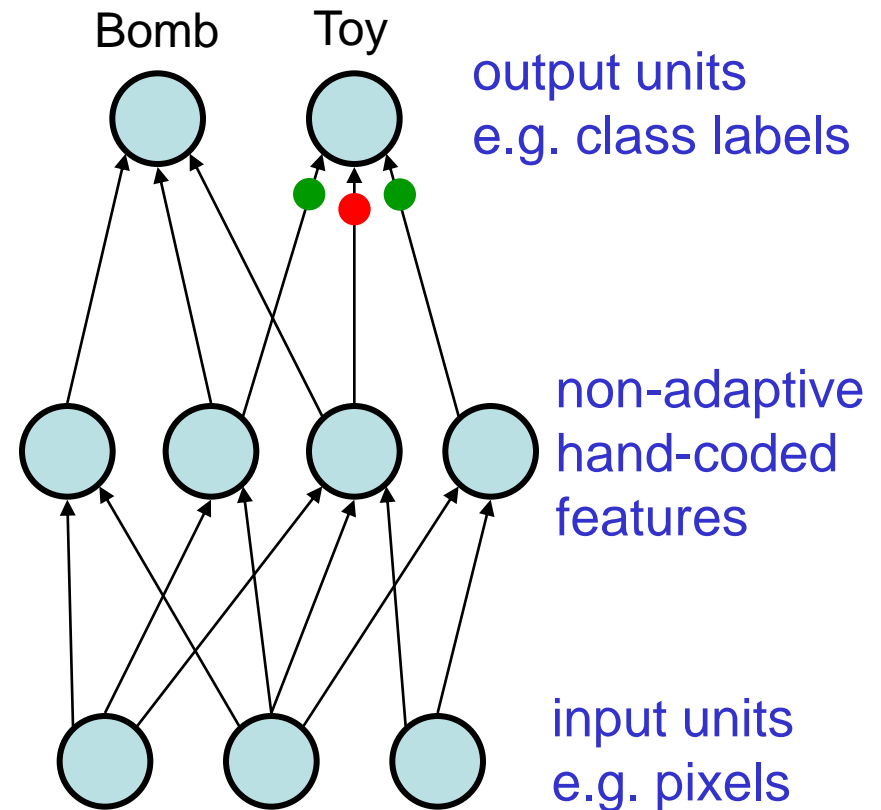 Bomb Toy
output units
e.g. class labels
non-adaptive
hand-coded
features
input units
e.g. pixels